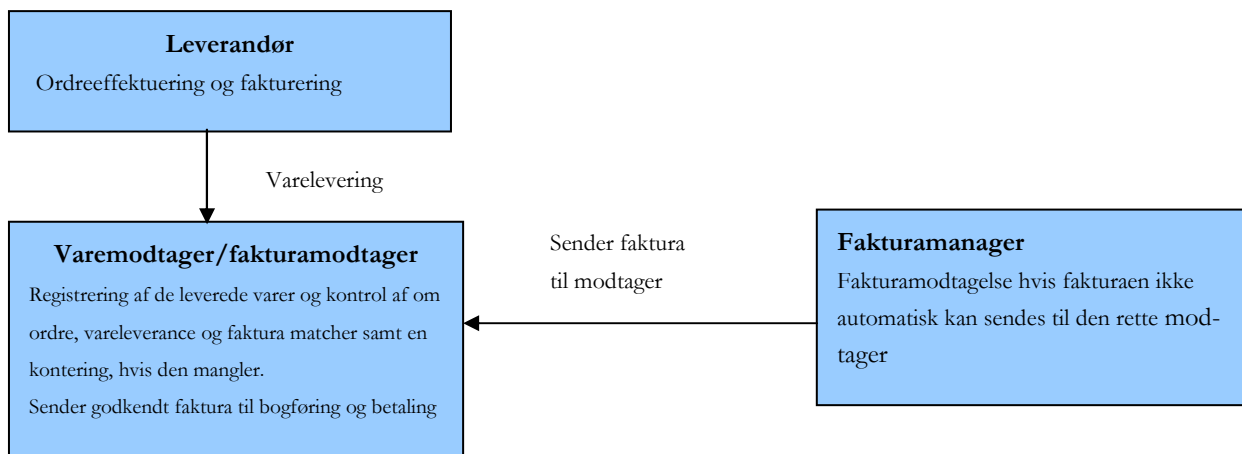 Leverandør
Ordreeffektuering og fakturering
Varelevering
Varemodtager/fakturamodtager
Registrering af de leverede varer og kontrol af om
ordre, vareleverance og faktura matcher samt en
kontering, hvis den mangler.
Sender godkendt faktura til bogføring og betaling
Sender faktura
til modtager
Fakturamanager
Fakturamodtagelse hvis fakturaen ikke
automatisk kan sendes til den rette mod-
tager